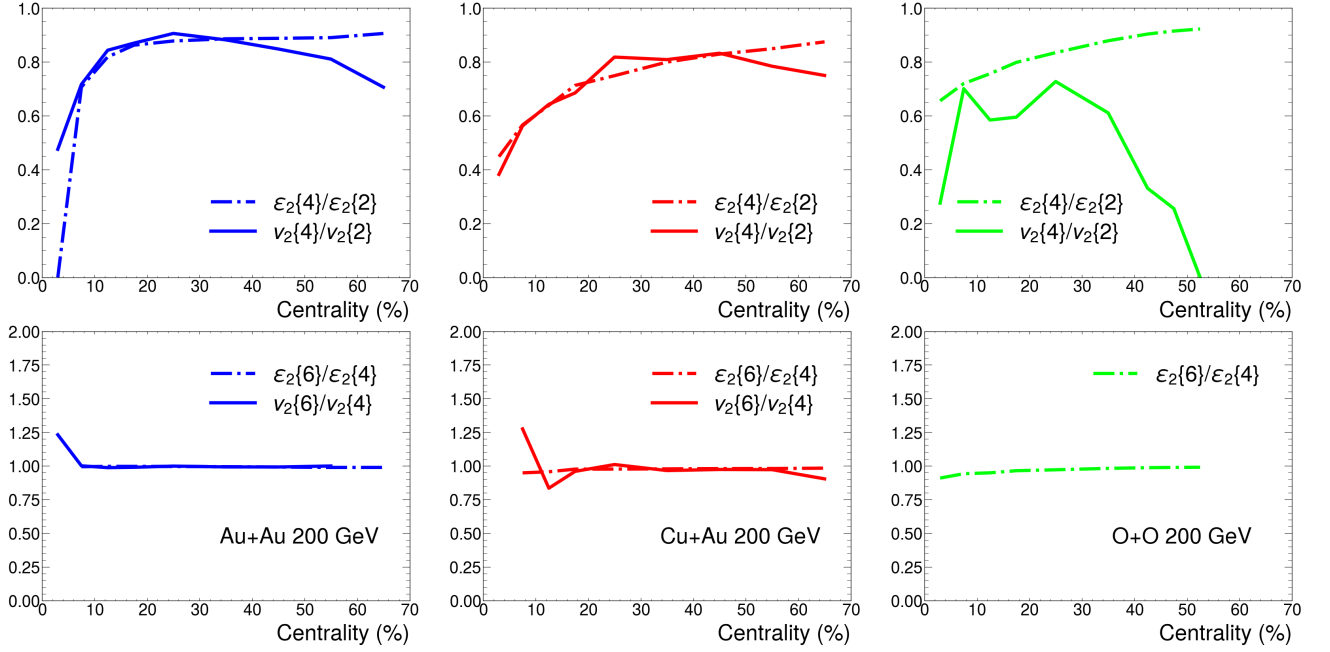 1.0
0.8
0.6
0.4
0.2
0.0
0 10 20 30 40 50 60 70
Centrality (%)
ε₂{4}/ε₂{2}
v₂{4}/v₂{2}
1.0
0.8
0.6
0.4
0.2
0.0
0 10 20 30 40 50 60 70
Centrality (%)
ε₂{4}/ε₂{2}
v₂{4}/v₂{2}
1.0
0.8
0.6
0.4
0.2
0.0
0 10 20 30 40 50 60 70
Centrality (%)
ε₂{4}/ε₂{2}
v₂{4}/v₂{2}
2.00
1.75
1.50
1.25
1.00
0.75
0.50
0.25
0.00
0 10 20 30 40 50 60 70
Centrality (%)
ε₂{6}/ε₂{4}
v₂{6}/v₂{4}
Au+Au 200 GeV
2.00
1.75
1.50
1.25
1.00
0.75
0.50
0.25
0.00
0 10 20 30 40 50 60 70
Centrality (%)
ε₂{6}/ε₂{4}
v₂{6}/v₂{4}
Cu+Au 200 GeV
2.00
1.75
1.50
1.25
1.00
0.75
0.50
0.25
0.00
0 10 20 30 40 50 60 70
Centrality (%)
ε₂{6}/ε₂{4}
O+O 200 GeV